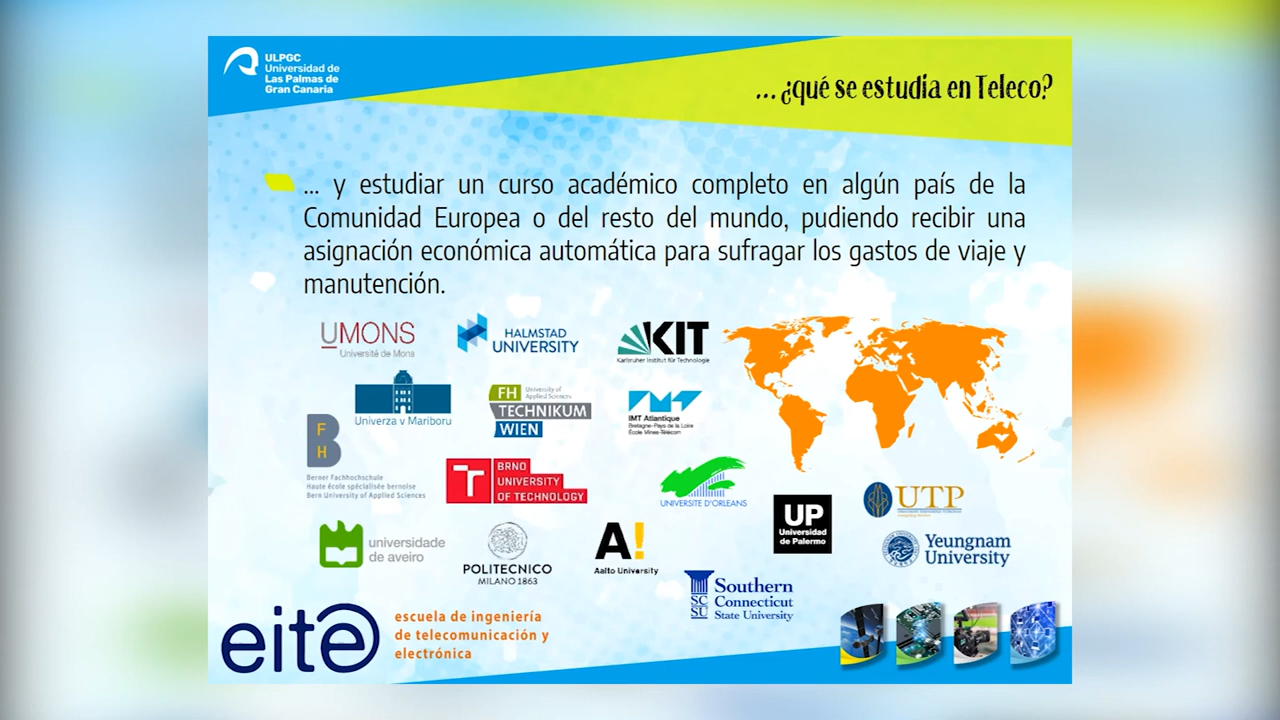 ULPGC
Universidad de
Las Palmas de
Gran Canaria
... ¿qué se estudia en Teleco?
... y estudiar un curso académico completo en algún país de la
Comunidad Europea o del resto del mundo, pudiendo recibir una
asignación económica automática para sufragar los gastos de viaje y
manutención.
UMONS
Université de Mons
HALMSTAD
UNIVERSITY
KIT
Karlsruher Institut für Technologie
Univerza v Mariboru
FH
University of
Applied Sciences
TECHNIKUM
WIEN
IMT Atlantique
Bretagne-Pays de la Loire
École Mines-Télécom
B
F
H
Berner Fachhochschule
Haute école spécialisée bernoise
Bern University of Applied Sciences
T
BRNO
UNIVERSITY
OF TECHNOLOGY
UNIVERSITE D'ORLEANS
UP
Universidad
de Palermo
UTP
universidade
de aveiro
POLITECNICO
MILANO 1863
A!
Aalto University
Yeungnam
University
SC
SU
Southern
Connecticut
State University
eite
escuela de ingeniería
de telecomunicación y
electrónica